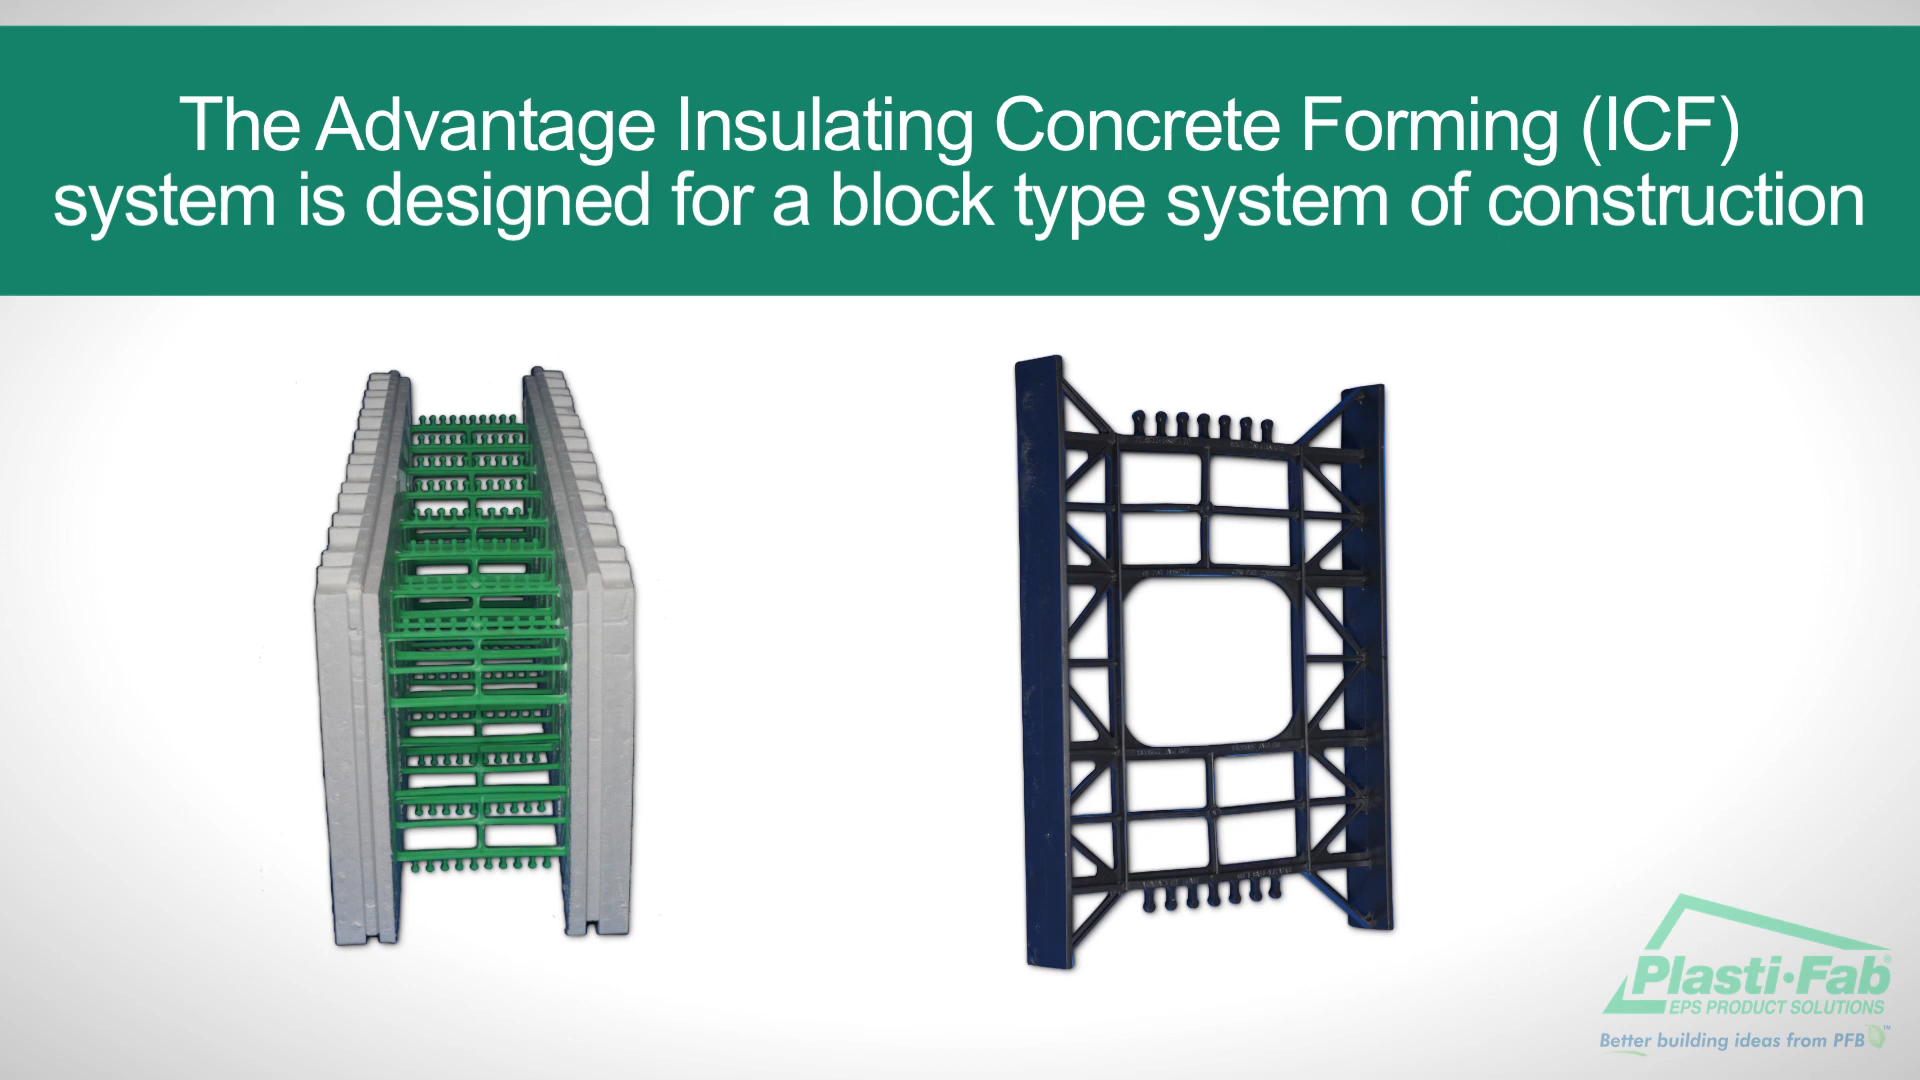 The Advantage Insulating Concrete Forming (ICF)
system is designed for a block type system of construction
Plasti·Fab®
EPS PRODUCT SOLUTIONS
Better building ideas from PFB™